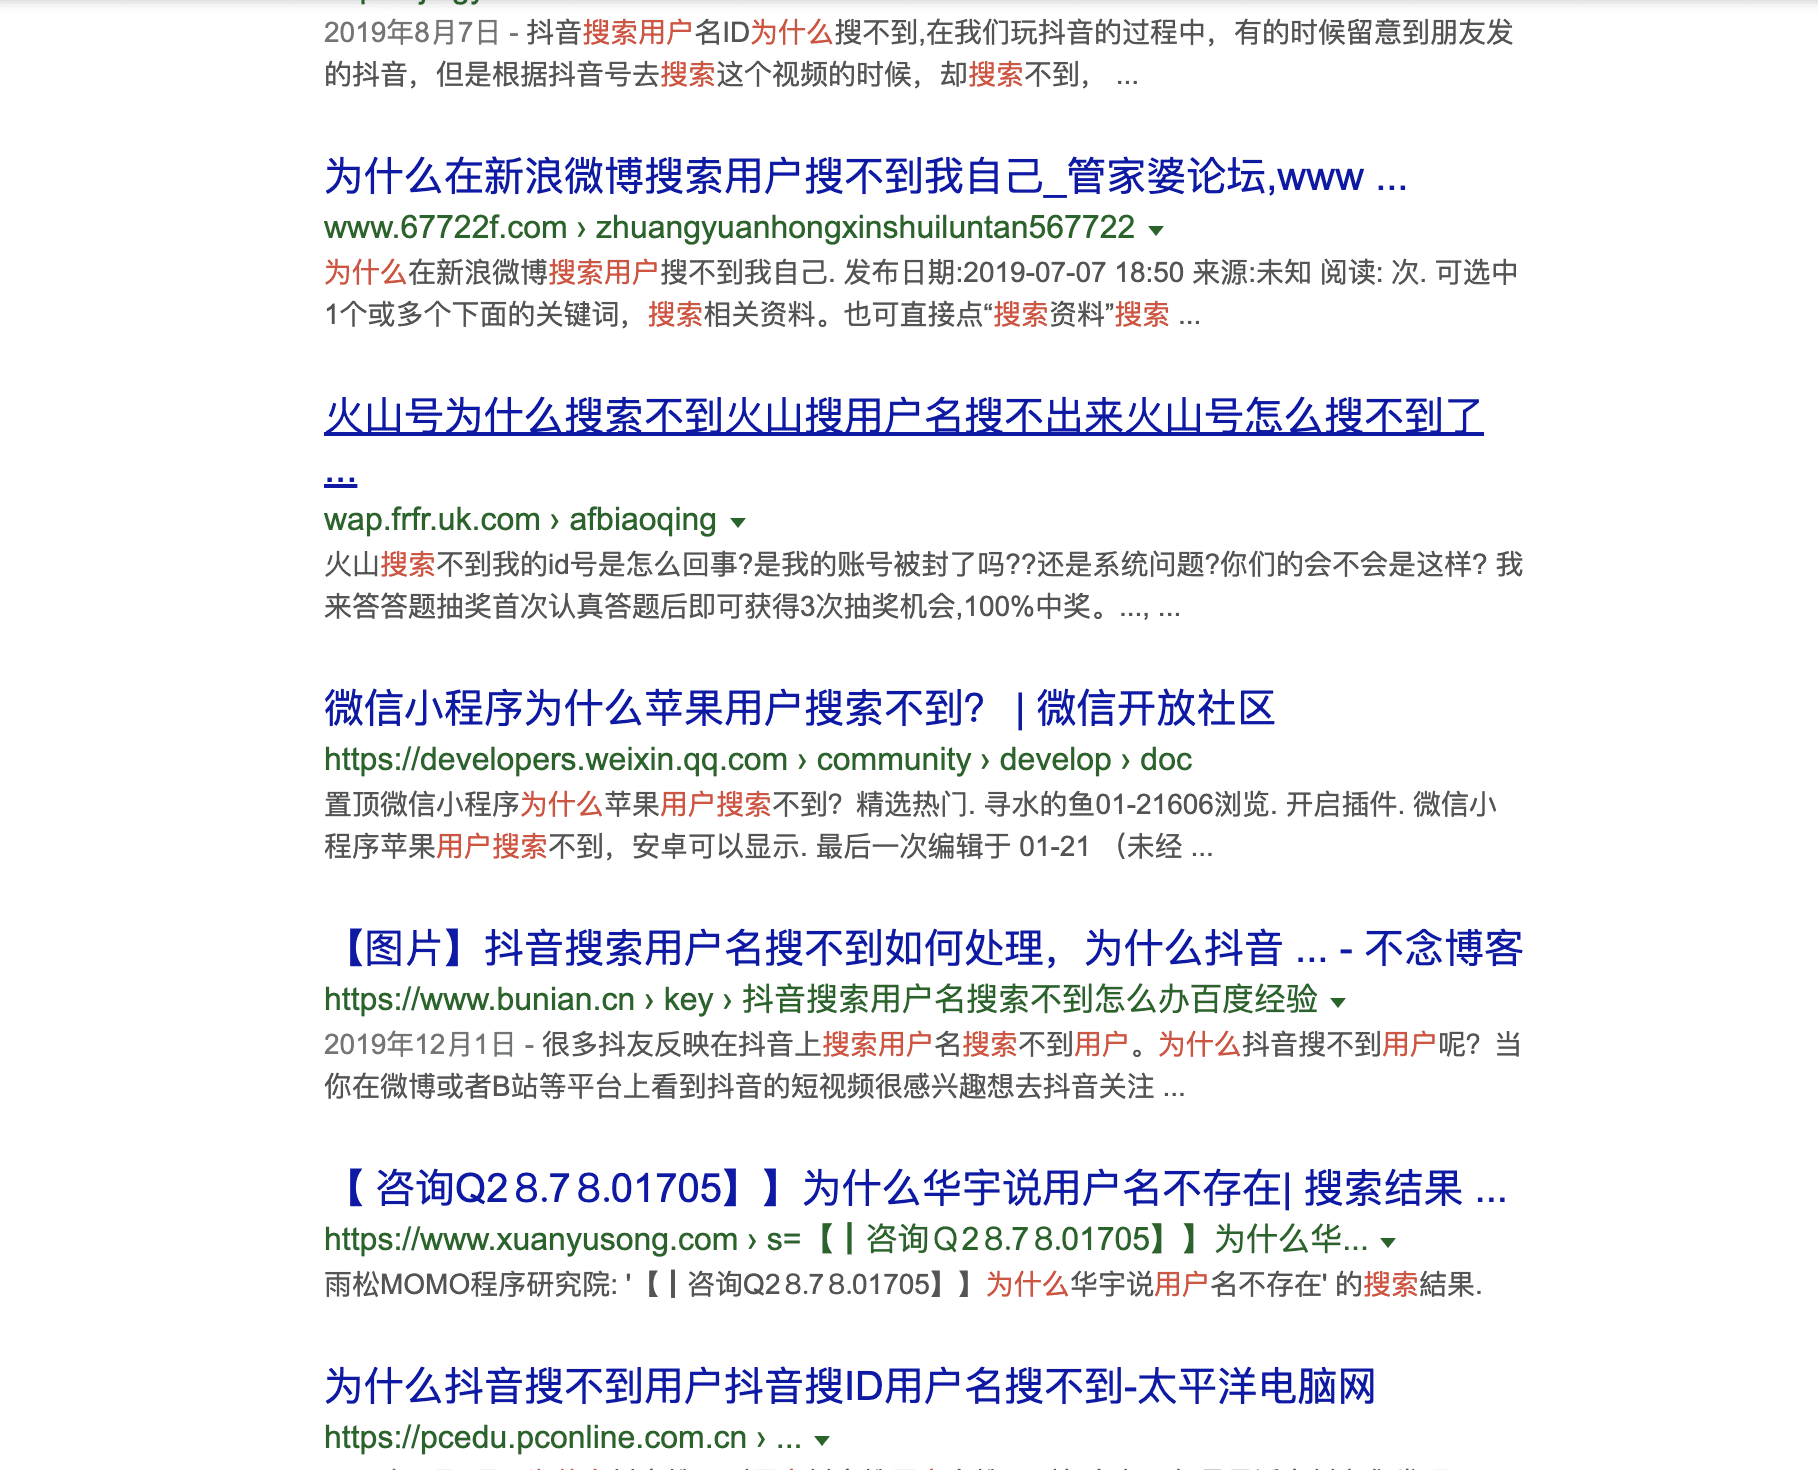 2019年8月7日 - 抖音搜索用户名ID为什么搜不到,在我们玩抖音的过程中，有的时候留意到朋友发
的抖音，但是根据抖音号去搜索这个视频的时候，却搜索不到， ...
为什么在新浪微博搜索用户搜不到我自己_管家婆论坛,www ...
www.67722f.com › zhuangyuanhongxinshuiluntan567722
为什么在新浪微博搜索用户搜不到我自己. 发布日期:2019-07-07 18:50 来源:未知 阅读: 次. 可选中
1个或多个下面的关键词，搜索相关资料。也可直接点“搜索资料”搜索 ...
火山号为什么搜索不到火山搜用户名搜不出来火山号怎么搜不到了
...
wap.frfr.uk.com › afbiaoqing
火山搜索不到我的id号是怎么回事?是我的账号被封了吗??还是系统问题?你们的会不会是这样? 我
来答答题抽奖首次认真答题后即可获得3次抽奖机会,100%中奖。..., ...
微信小程序为什么苹果用户搜索不到？ | 微信开放社区
https://developers.weixin.qq.com › community › develop › doc
置顶微信小程序为什么苹果用户搜索不到？精选热门. 寻水的鱼01-21606浏览. 开启插件. 微信小
程序苹果用户搜索不到，安卓可以显示. 最后一次编辑于 01-21 （未经 ...
【图片】抖音搜索用户名搜不到如何处理，为什么抖音 ... - 不念博客
https://www.bunian.cn › key › 抖音搜索用户名搜索不到怎么办百度经验
2019年12月1日 - 很多抖友反映在抖音上搜索用户名搜索不到用户。为什么抖音搜不到用户呢？当
你在微博或者B站等平台上看到抖音的短视频很感兴趣想去抖音关注 ...
【 咨询Q2８.7８.01705】】为什么华宇说用户名不存在| 搜索结果 ...
https://www.xuanyusong.com › s=【┃咨询Ｑ2８.7８.01705】】为什么华...
雨松MOMO程序研究院: '【┃咨询Q2８.7８.01705】】为什么华宇说用户名不存在' 的搜索結果.
为什么抖音搜不到用户抖音搜ID用户名搜不到-太平洋电脑网
https://pcedu.pconline.com.cn › ...